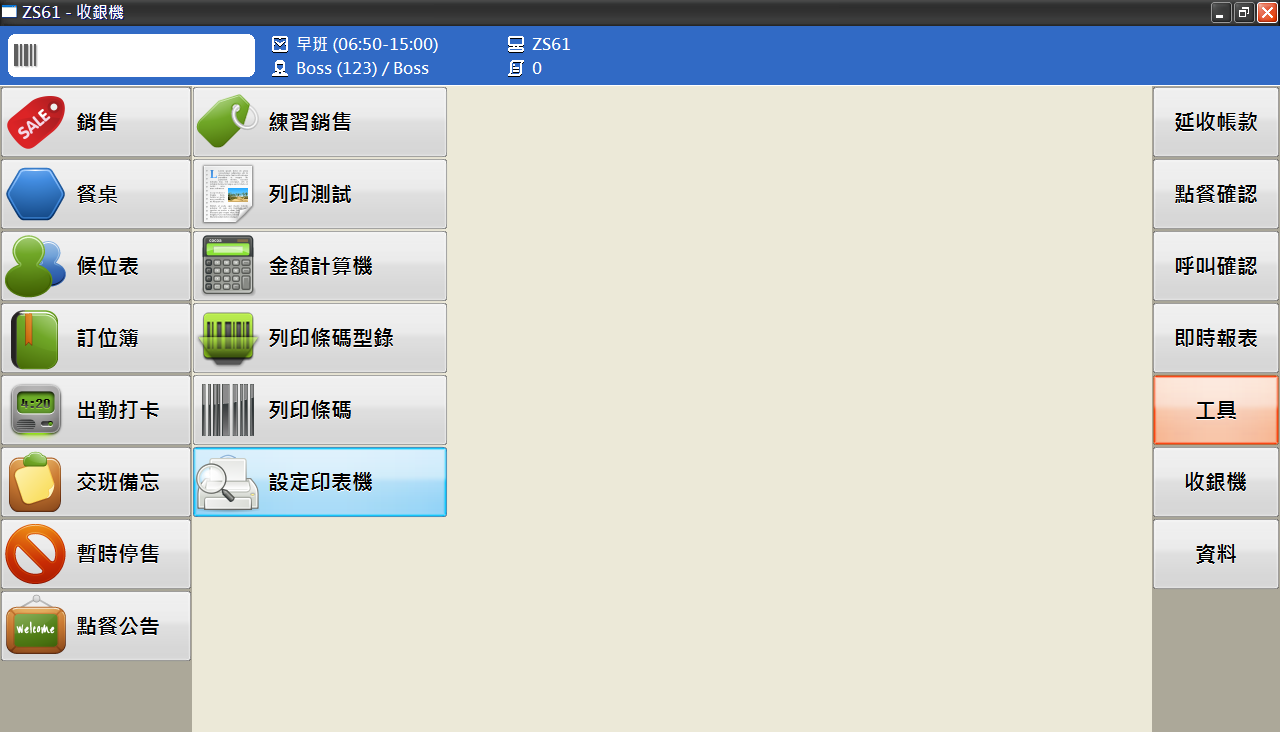 ZS61 - 收銀機
早班 (06:50-15:00)
ZS61
Boss (123) / Boss
0
SALE
銷售
餐桌
候位表
訂位簿
4:20
出勤打卡
交班備忘
暫時停售
welcome
點餐公告
練習銷售
列印測試
金額計算機
列印條碼型錄
列印條碼
設定印表機
延收帳款
點餐確認
呼叫確認
即時報表
工具
收銀機
資料